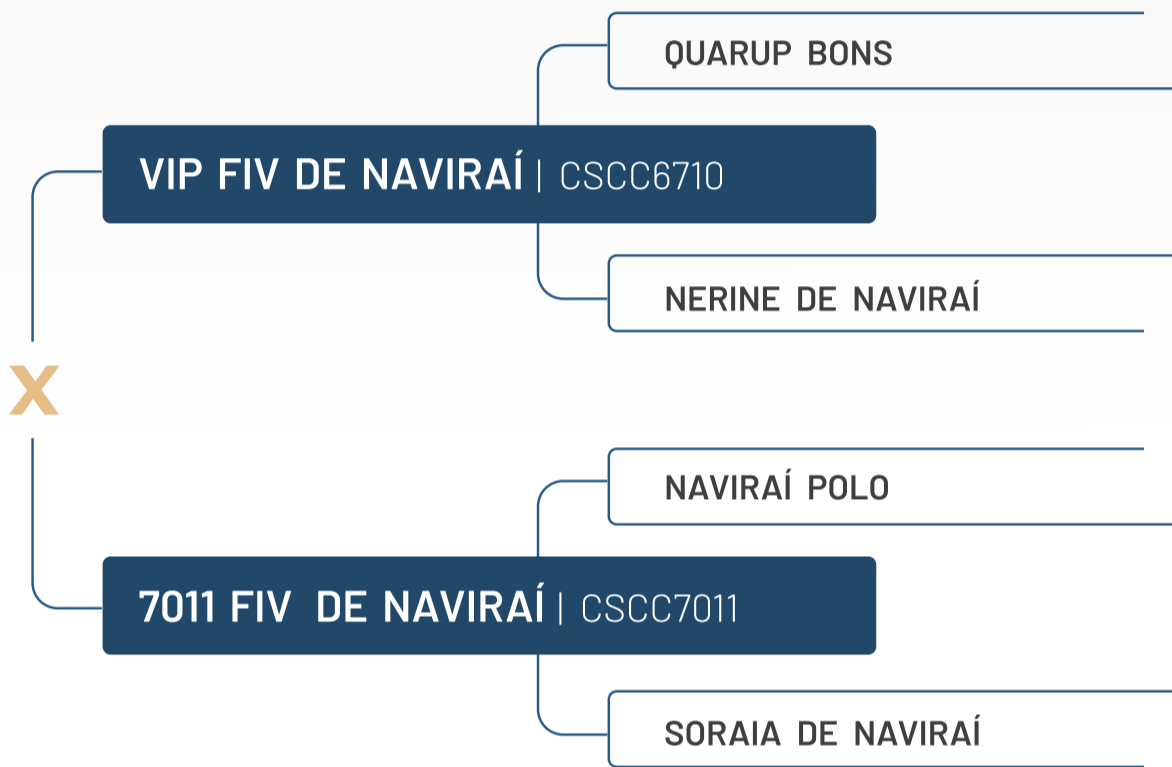 QUARUP BONS
VIP FIV DE NAVIRAÍ | CSCC6710
NERINE DE NAVIRAÍ
X
NAVIRAÍ POLO
7011 FIV DE NAVIRAÍ | CSCC7011
SORAIA DE NAVIRAÍ